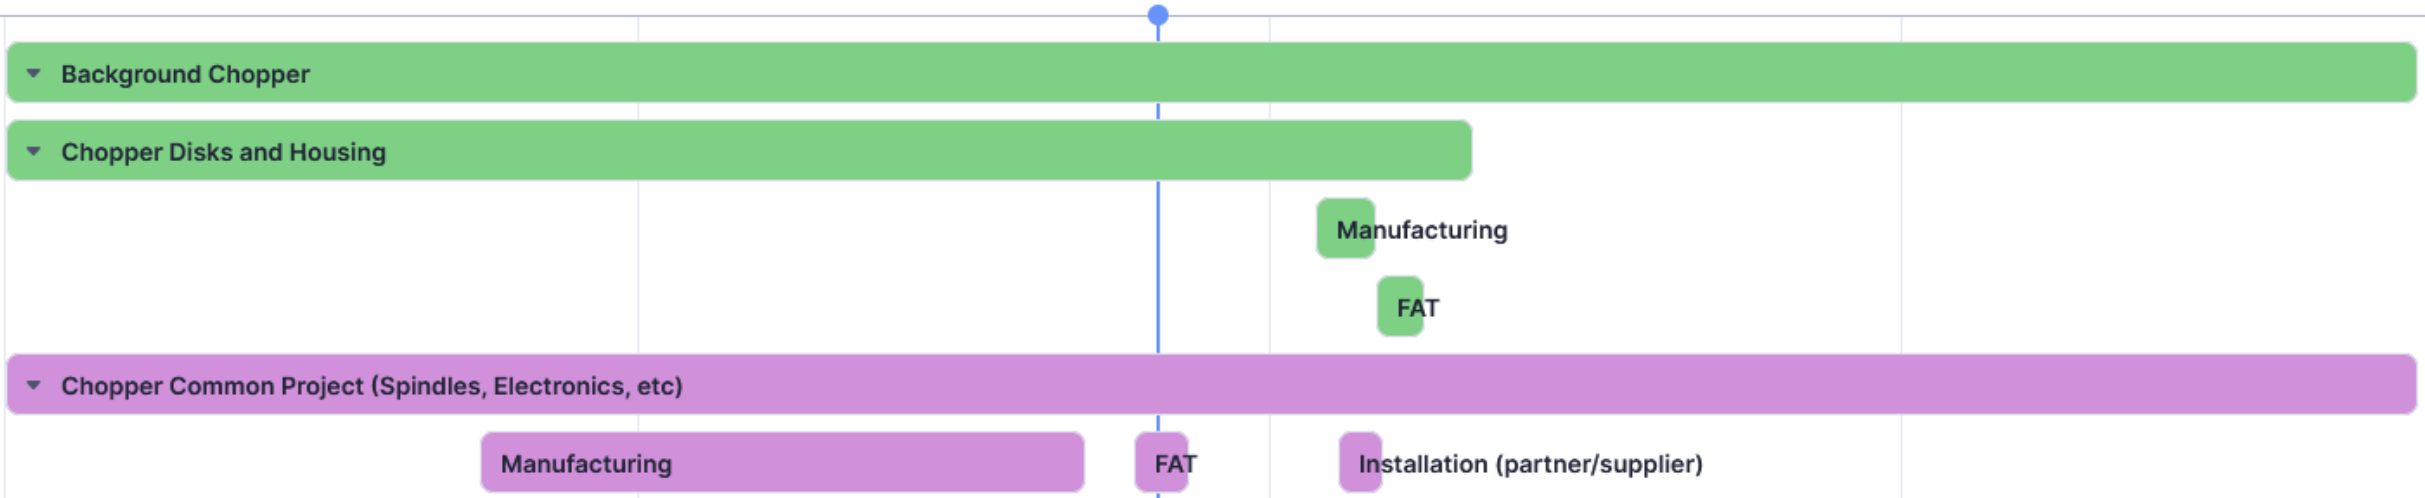 Background Chopper
Chopper Disks and Housing
Manufacturing
FAT
Chopper Common Project (Spindles, Electronics, etc)
Manufacturing FAT Installation (partner/supplier)